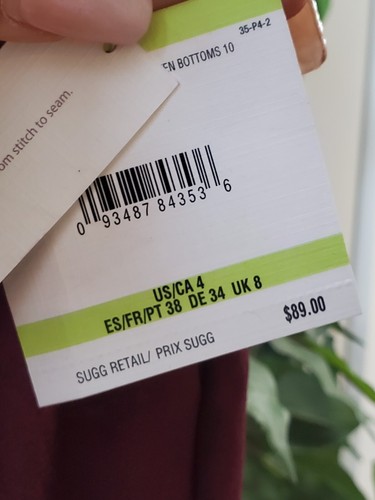 35-P4-2
EN BOTTOMS 10
om stitch to seam.
0 93487 84353 6
US/CA 4
ES/FR/PT 38 DE 34 UK 8
$89.00
SUGG RETAIL/ PRIX SUGG